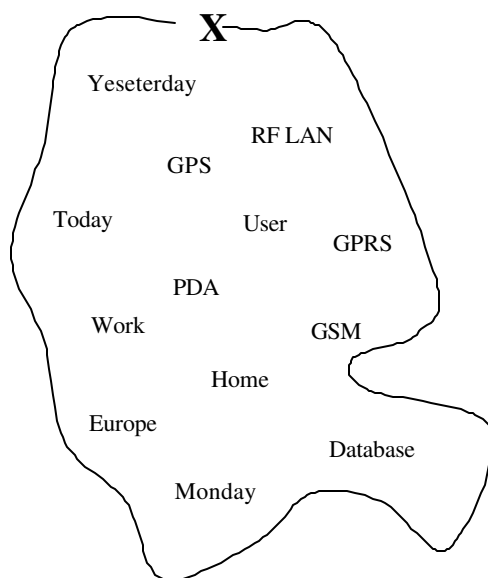 X
Yeseterday
RF LAN
GPS
Today
User
GPRS
PDA
Work
GSM
Home
Europe
Database
Monday